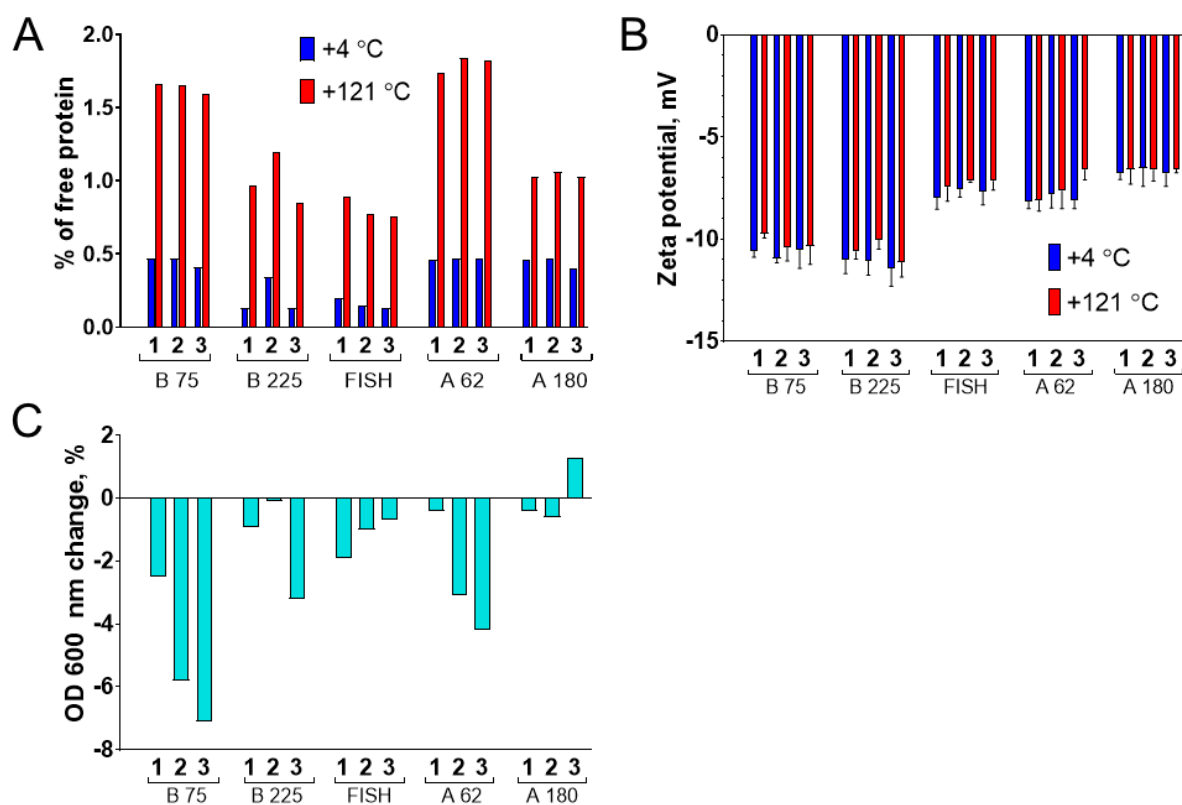 A
% of free protein
2.0
1.5
1.0
0.5
0.0
+4 °C
+121 °C
1 2 3 1 2 3 1 2 3 1 2 3 1 2 3
B 75 B 225 FISH A 62 A 180
B
Zeta potential, mV
0
-5
-10
-15
+4 °C
+121 °C
1 2 3 1 2 3 1 2 3 1 2 3 1 2 3
B 75 B 225 FISH A 62 A 180
C
OD 600 nm change, %
2
0
-2
-4
-6
-8
1 2 3 1 2 3 1 2 3 1 2 3 1 2 3
B 75 B 225 FISH A 62 A 180